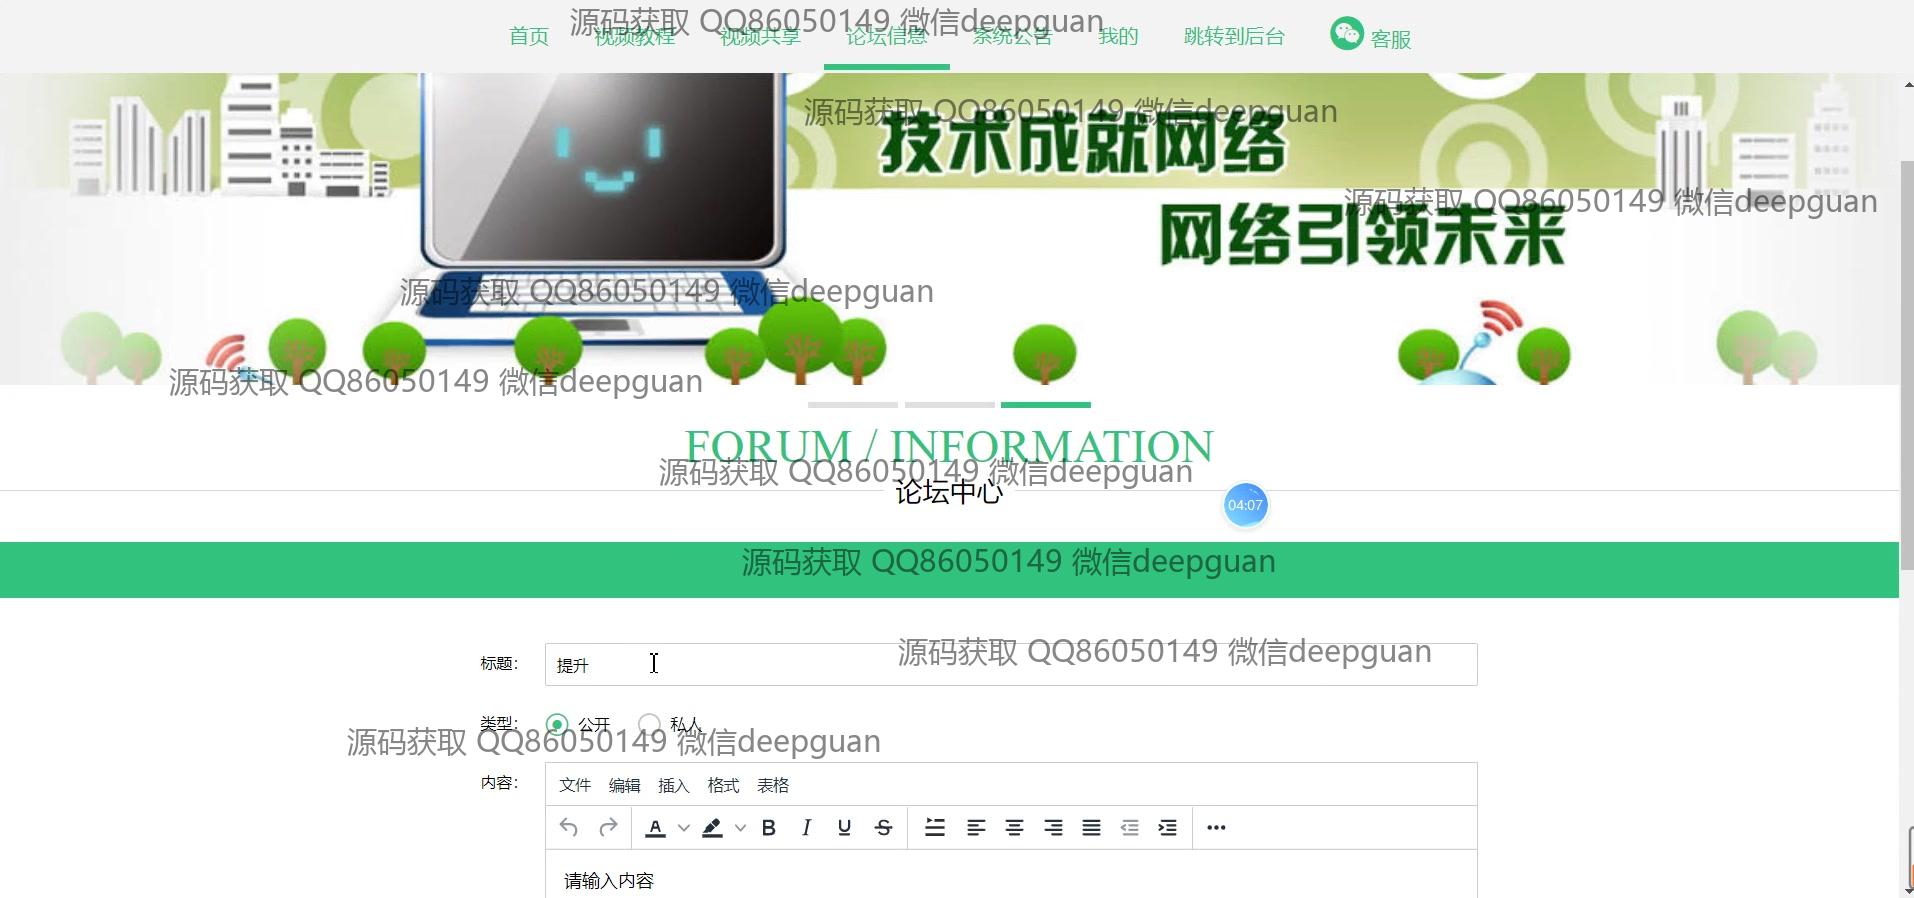 源码获取 QQ86050149 微信deepguan
首页 视频教程 视频共享 论坛信息 系统公告 我的 跳转到后台 客服
源码获取 QQ86050149 微信deepguan
技术成就网络
源码获取 QQ86050149 微信deepguan
网络引领未来
源码获取 QQ86050149 微信deepguan
源码获取 QQ86050149 微信deepguan
FORUM / INFORMATION
源码获取 QQ86050149 微信deepguan
论坛中心
04:07
源码获取 QQ86050149 微信deepguan
源码获取 QQ86050149 微信deepguan
标题： 提升
类型： 公开 私人
源码获取 QQ86050149 微信deepguan
内容： 文件 编辑 插入 格式 表格
A B I U S
请输入内容